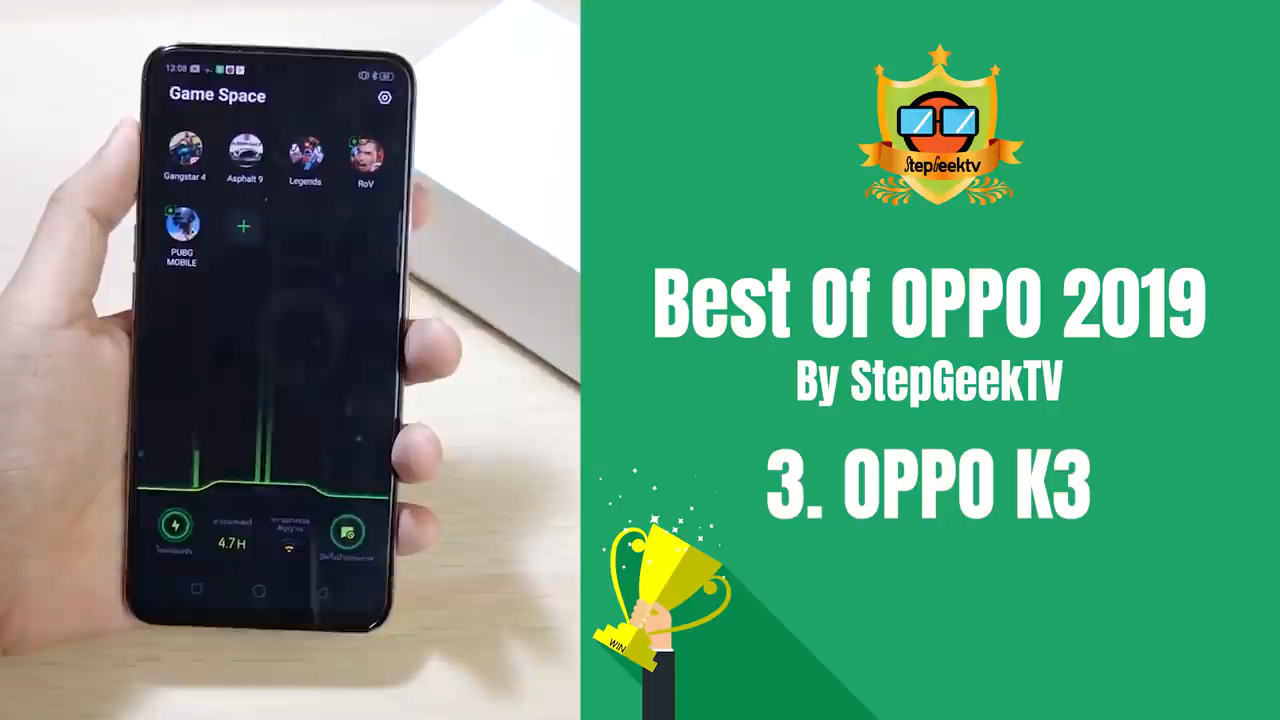 13:08
Game Space
Gangstar 4
Asphalt 9
Legends
RoV
PUBG
MOBILE
4.7 H
StepGeektv
Best Of OPPO 2019
By StepGeekTV
3. OPPO K3
WIN